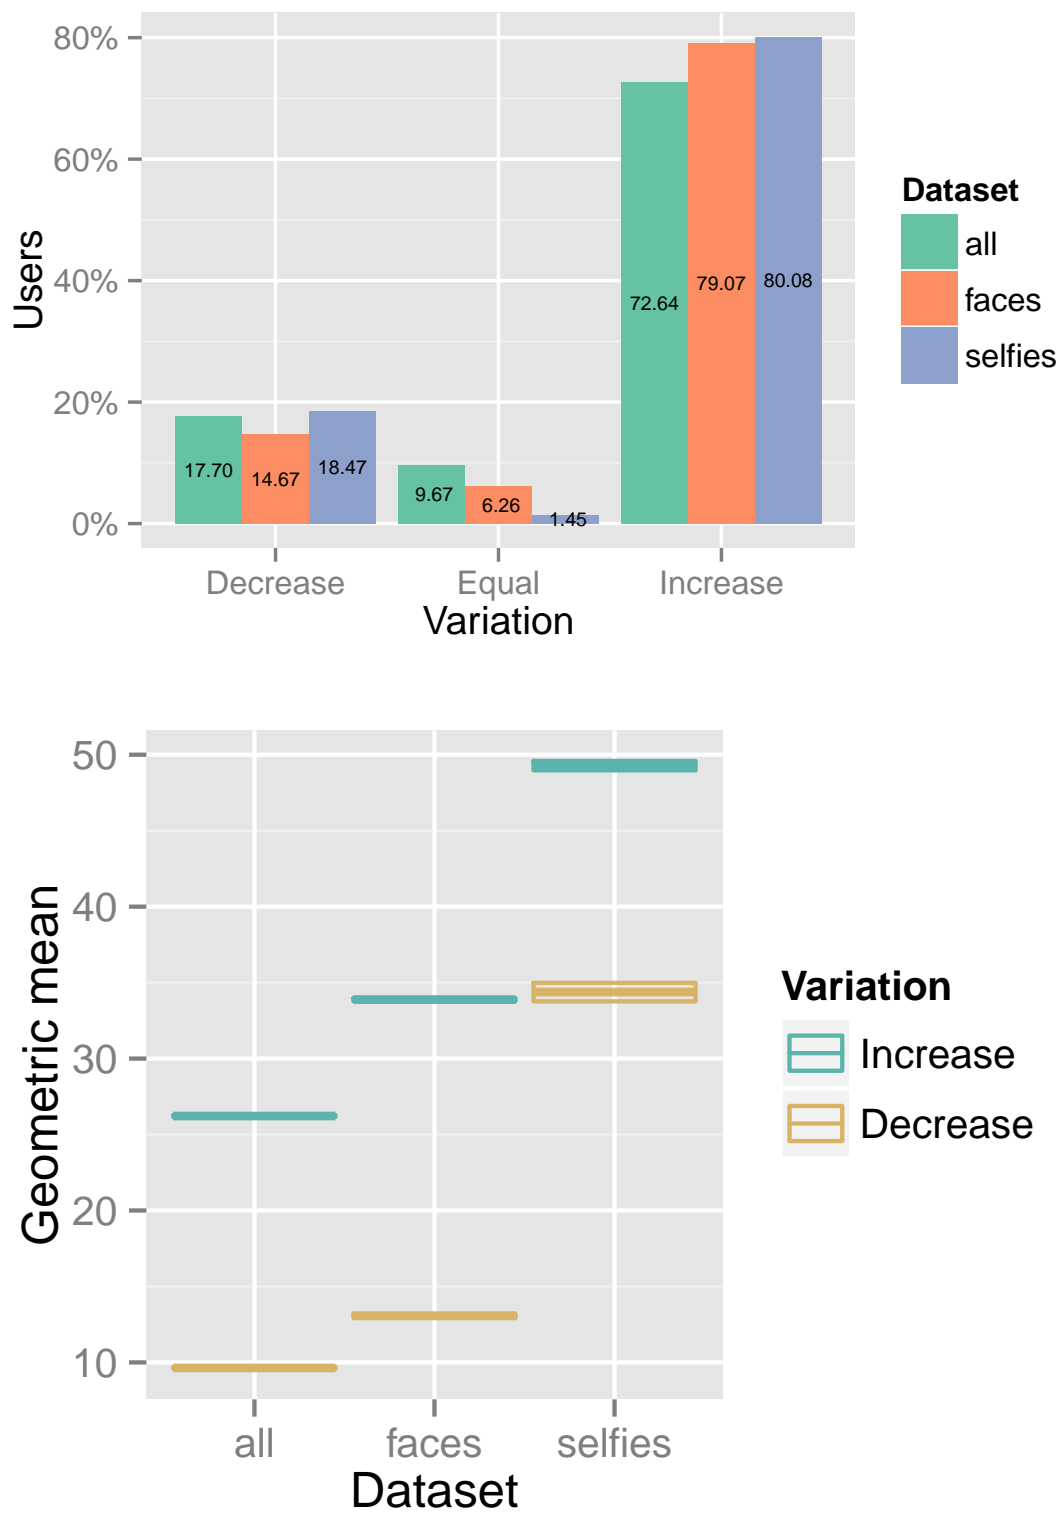 80%
60%
40%
20%
0%
Users
72.64
79.07
80.08
17.70
14.67
18.47
9.67
6.26
1.45
Decrease
Equal
Increase
Variation
Dataset
all
faces
selfies
50
40
30
20
10
Geometric mean
all
faces
selfies
Dataset
Variation
Increase
Decrease